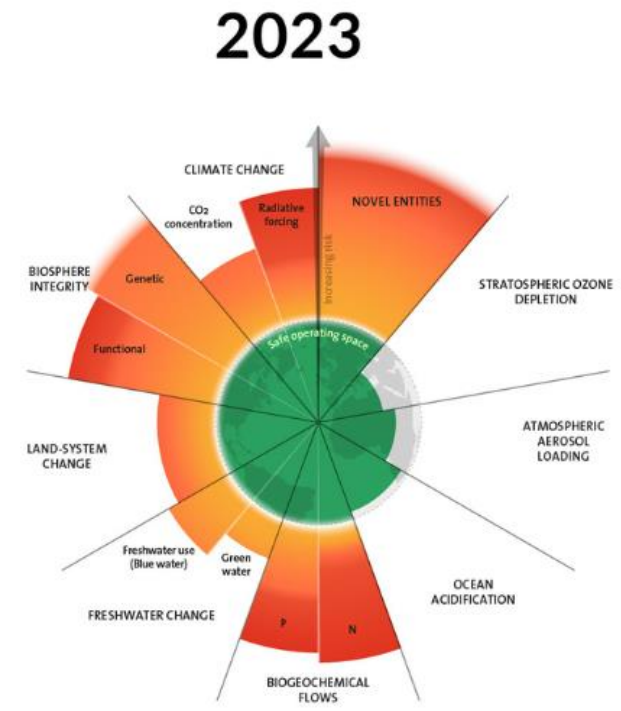 2023
CLIMATE CHANGE
CO2
concentration
Radiative
forcing
NOVEL ENTITIES
Increasing risk
STRATOSPHERIC OZONE
DEPLETION
BIOSPHERE
INTEGRITY
Genetic
Functional
Safe operating space
ATMOSPHERIC
AEROSOL
LOADING
LAND-SYSTEM
CHANGE
Freshwater use
(Blue water)
Green
water
FRESHWATER CHANGE
OCEAN
ACIDIFICATION
P
N
BIOGEOCHEMICAL
FLOWS